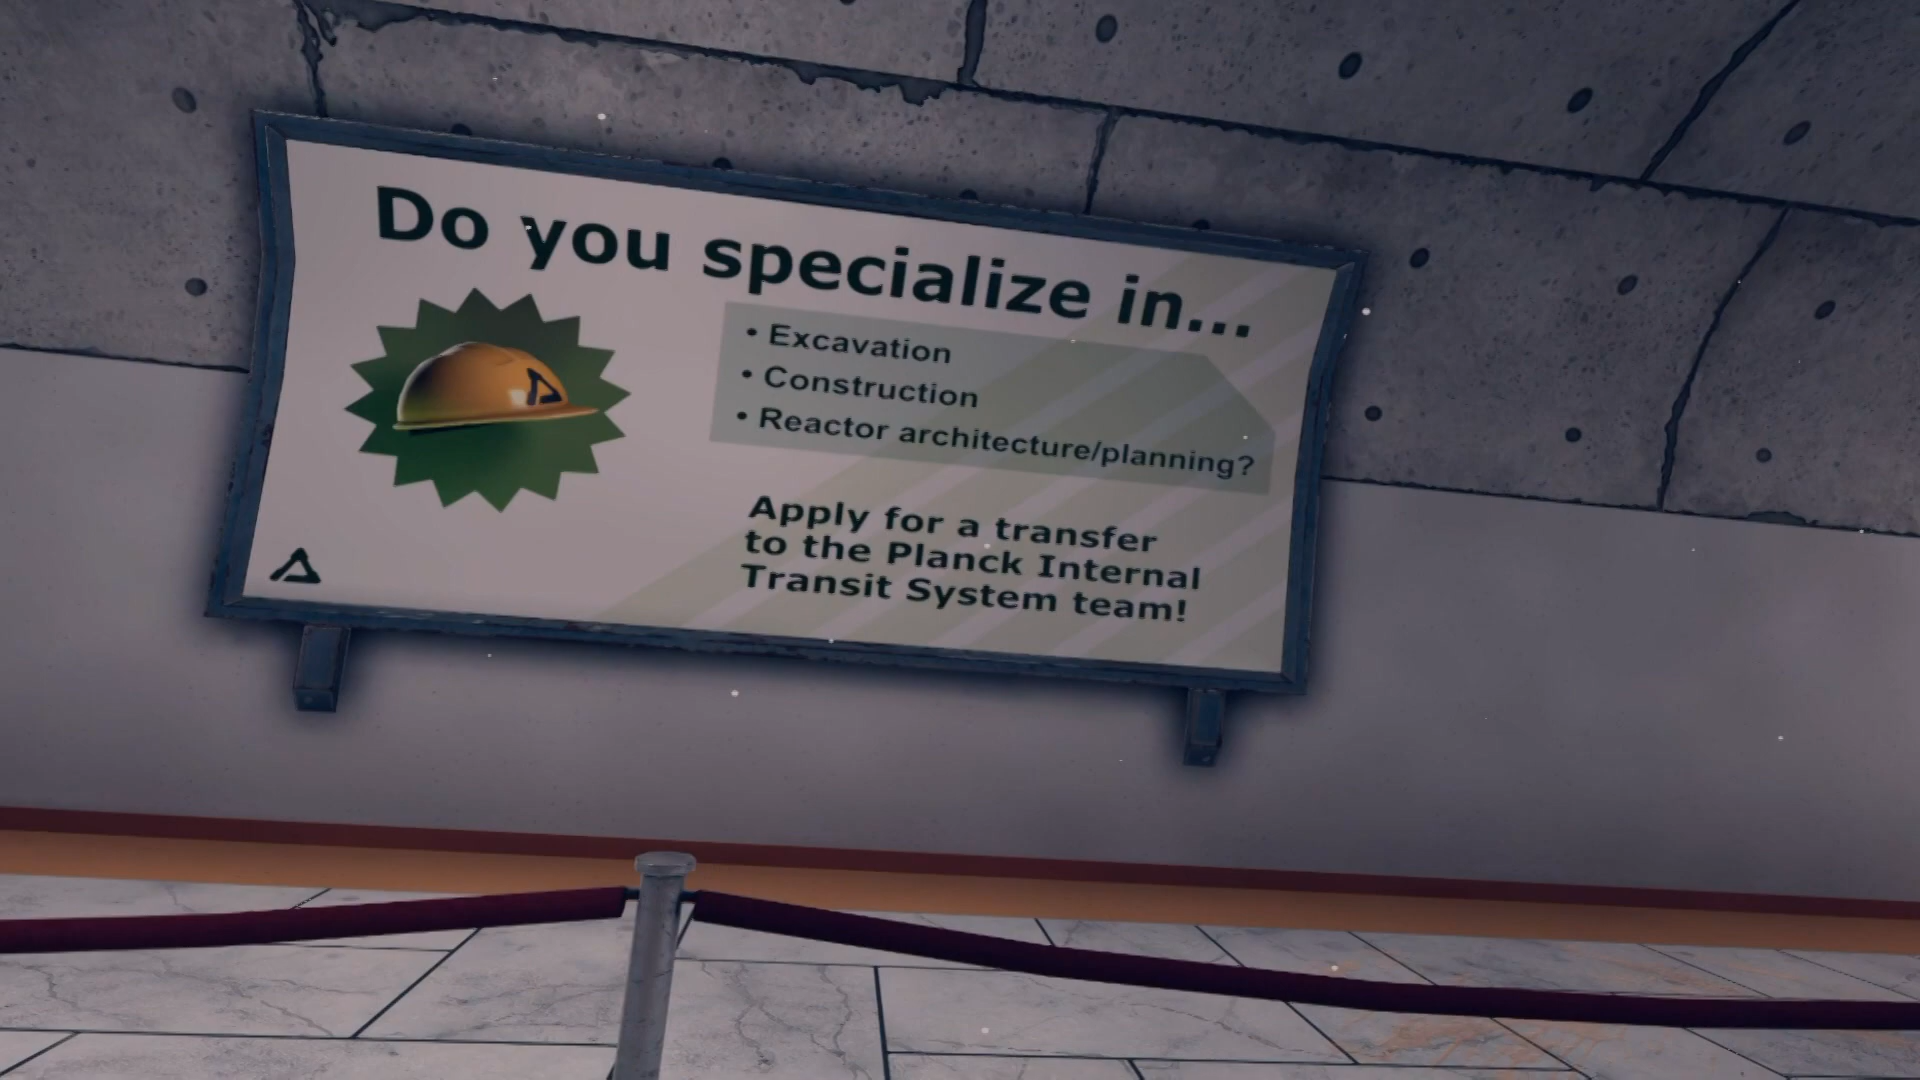 Do you specialize in...
• Excavation
• Construction
• Reactor architecture/planning?
Apply for a transfer
to the Planck Internal
Transit System team!